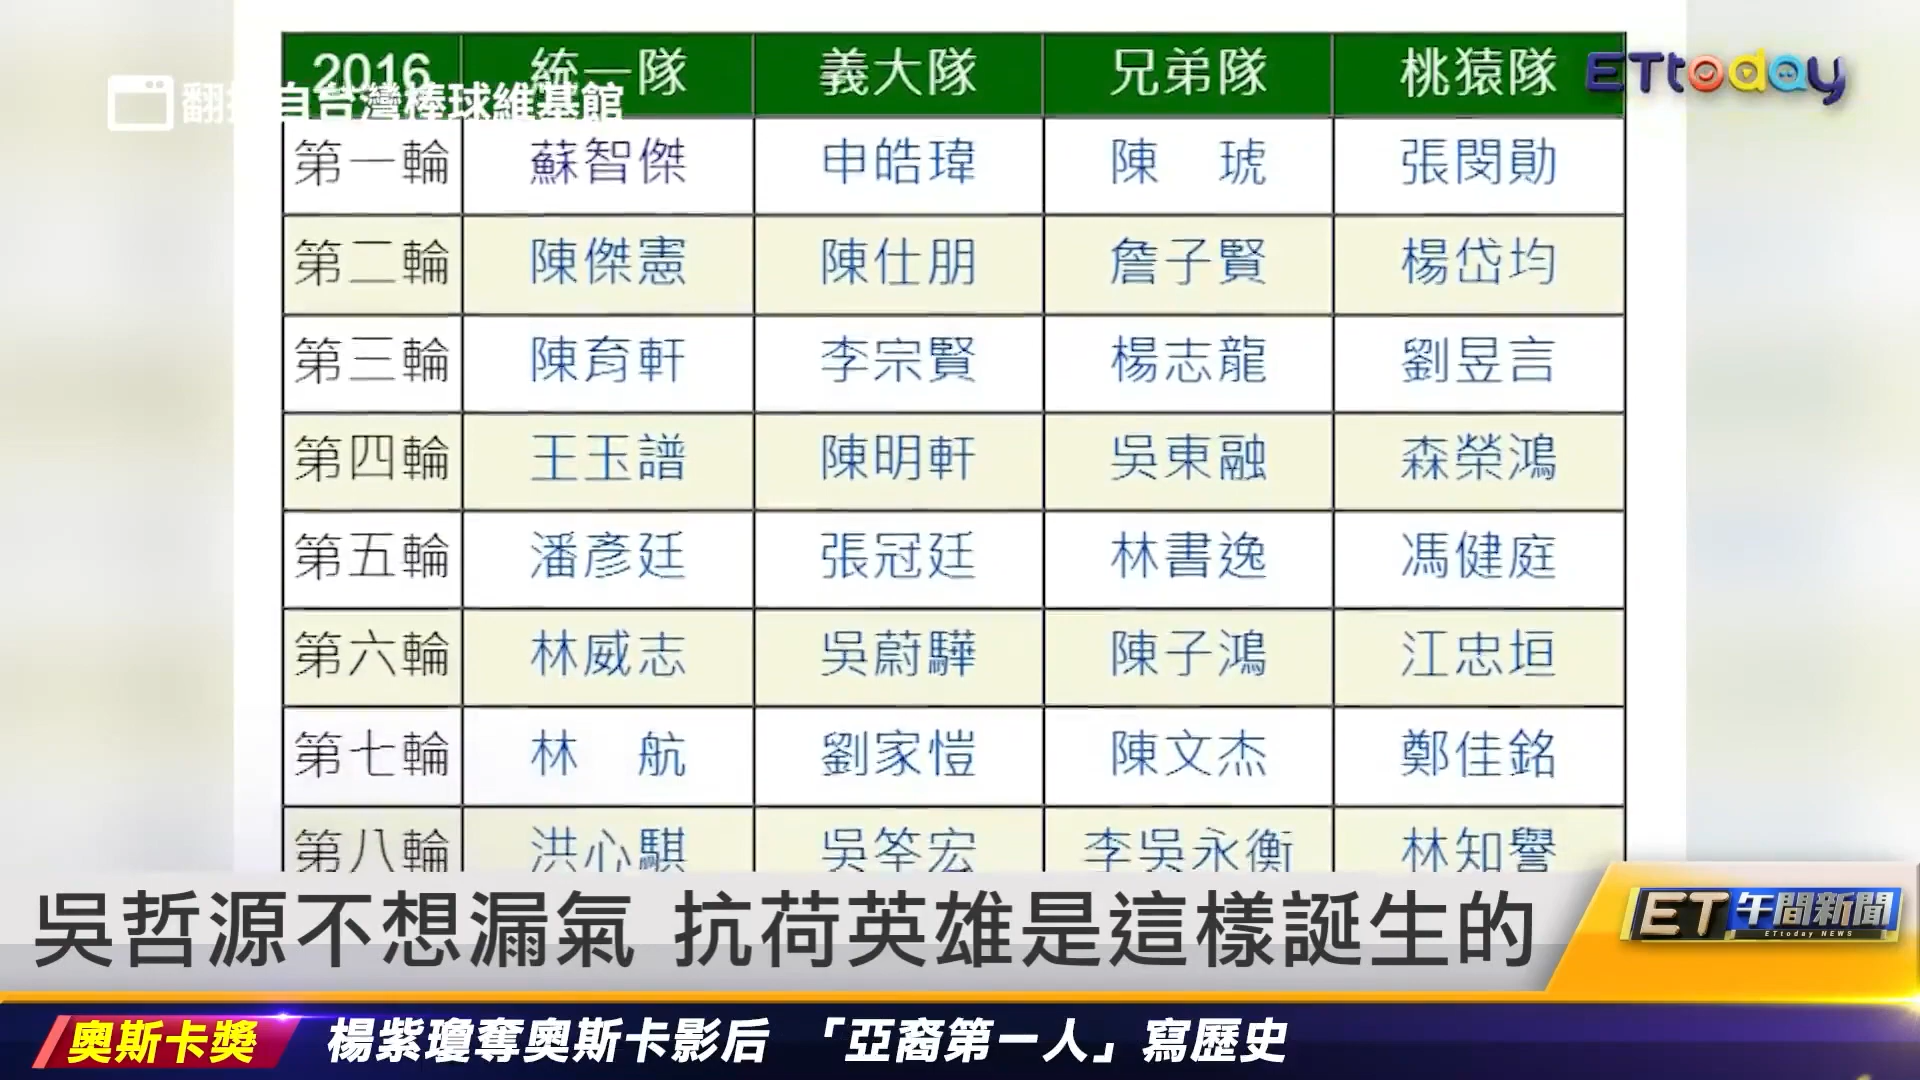 2016 統一隊 義大隊 兄弟隊 桃猿隊
ETtoday
自台灣棒球維基館
第一輪 蘇智傑 申皓瑋 陳 琥 張閔勛
第二輪 陳傑憲 陳仕朋 詹子賢 楊岱均
第三輪 陳育軒 李宗賢 楊志龍 劉昱言
第四輪 王玉譜 陳明軒 吳東融 森榮鴻
第五輪 潘彥廷 張冠廷 林書逸 馮健庭
第六輪 林威志 吳蔚驊 陳子鴻 江忠垣
第七輪 林 航 劉家愷 陳文杰 鄭佳銘
第八輪 洪心騏 吳筌宏 李吳永衡 林知譽
吳哲源不想漏氣 抗荷英雄是這樣誕生的
ET午間新聞
ETtoday NEWS
奧斯卡獎 楊紫瓊奪奧斯卡影后 「亞裔第一人」寫歷史